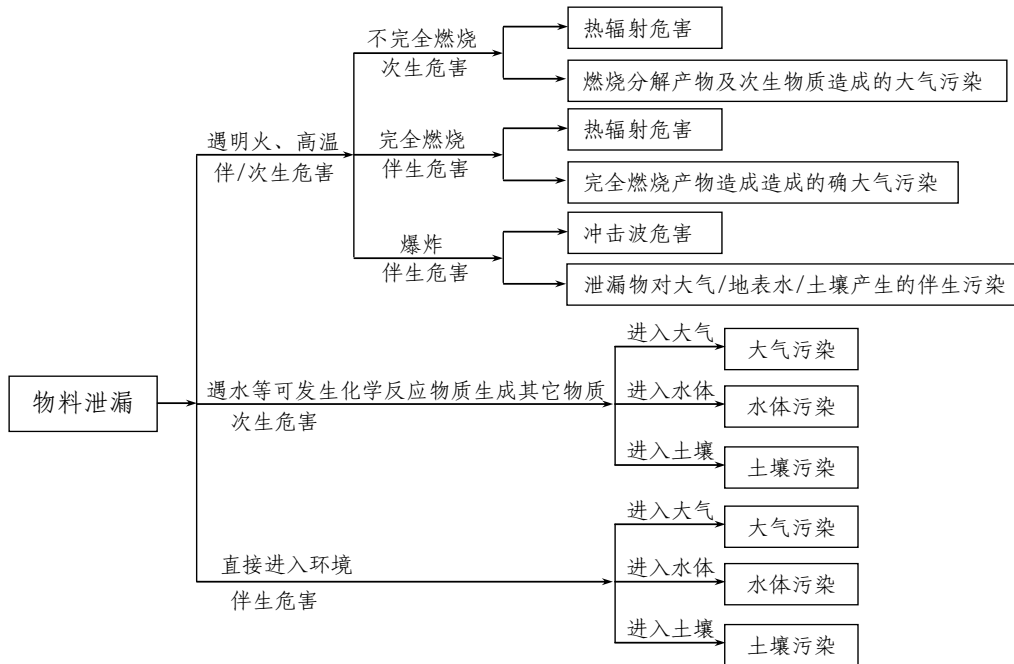 不完全燃烧
次生危害
热辐射危害
燃烧分解产物及次生物质造成的大气污染
遇明火、高温
伴/次生危害
完全燃烧
伴生危害
热辐射危害
完全燃烧产物造成造成的确大气污染
爆炸
伴生危害
冲击波危害
泄漏物对大气/地表水/土壤产生的伴生污染
物料泄漏
遇水等可发生化学反应物质生成其它物质
次生危害
进入大气
大气污染
进入水体
水体污染
进入土壤
土壤污染
直接进入环境
伴生危害
进入大气
大气污染
进入水体
水体污染
进入土壤
土壤污染